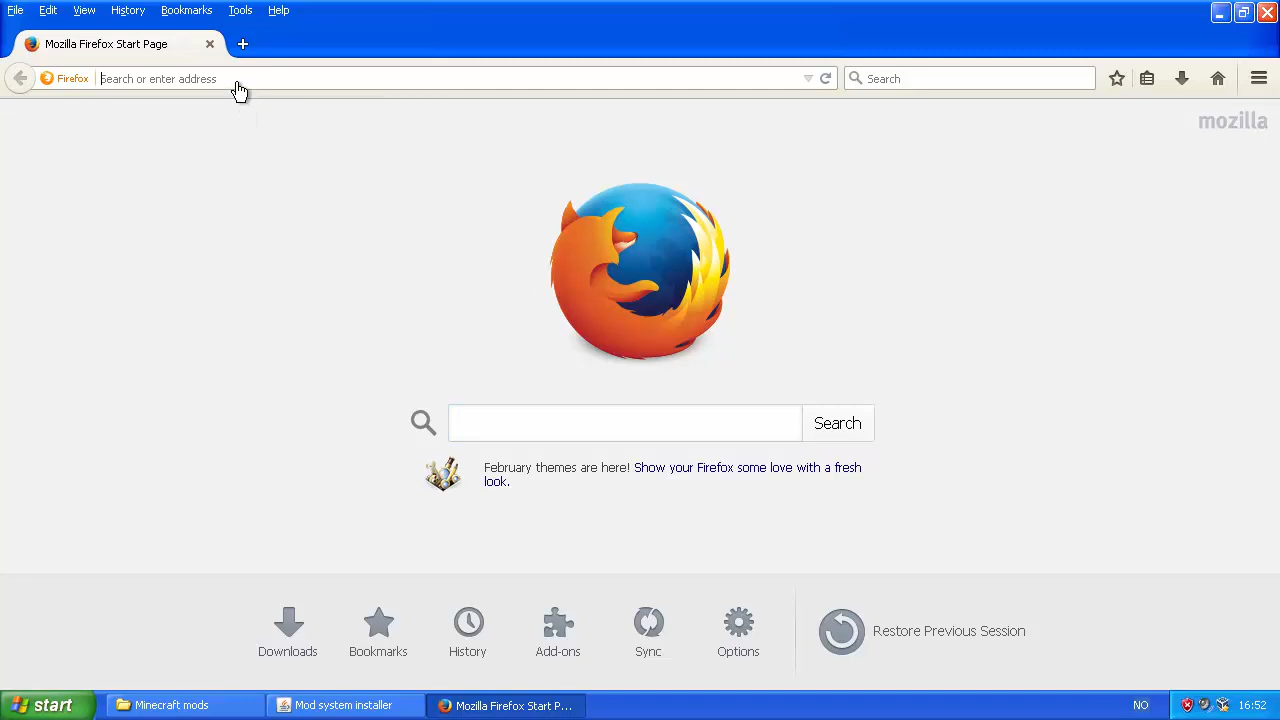 File Edit View History Bookmarks Tools Help
Mozilla Firefox Start Page
Firefox Search or enter address
Search
mozilla
Search
February themes are here! Show your Firefox some love with a fresh
look.
Downloads Bookmarks History Add-ons Sync Options
Restore Previous Session
start Minecraft mods Mod system installer Mozilla Firefox Start P... NO 16:52